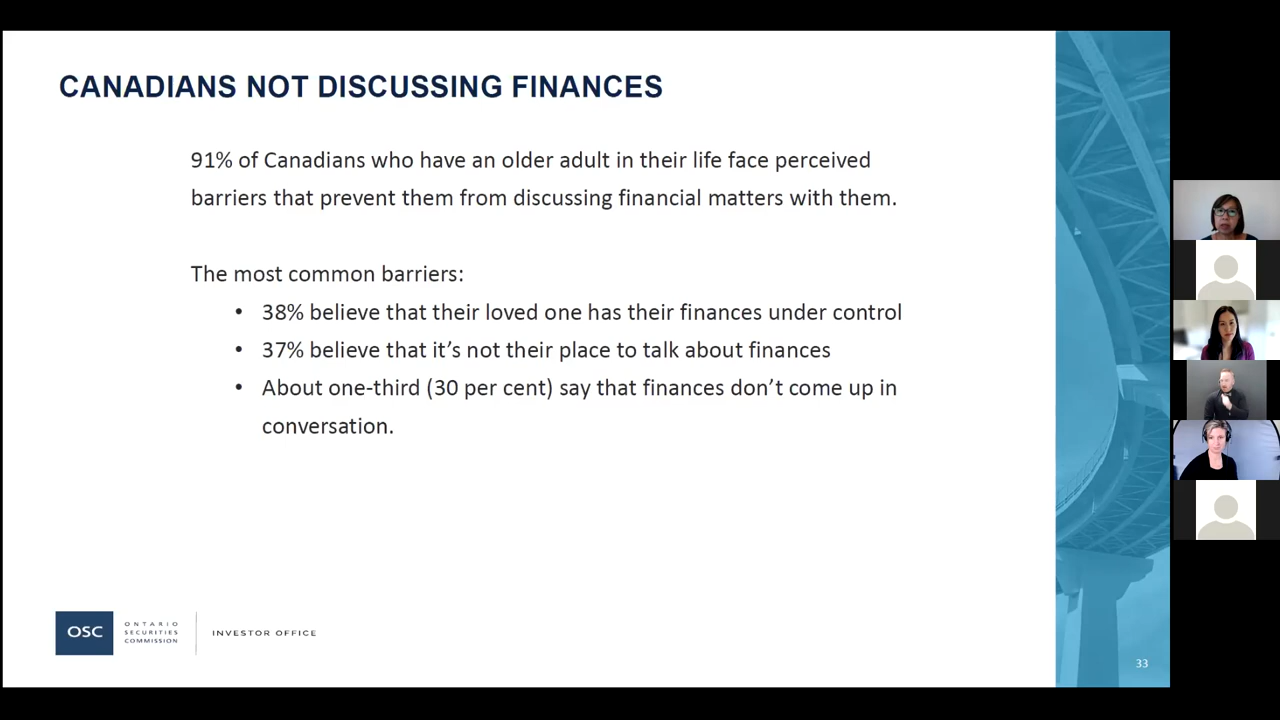 CANADIANS NOT DISCUSSING FINANCES
91% of Canadians who have an older adult in their life face perceived
barriers that prevent them from discussing financial matters with them.
The most common barriers:
• 38% believe that their loved one has their finances under control
• 37% believe that it’s not their place to talk about finances
• About one-third (30 per cent) say that finances don’t come up in
conversation.
OSC
ONTARIO
SECURITIES
COMMISSION
INVESTOR OFFICE
33